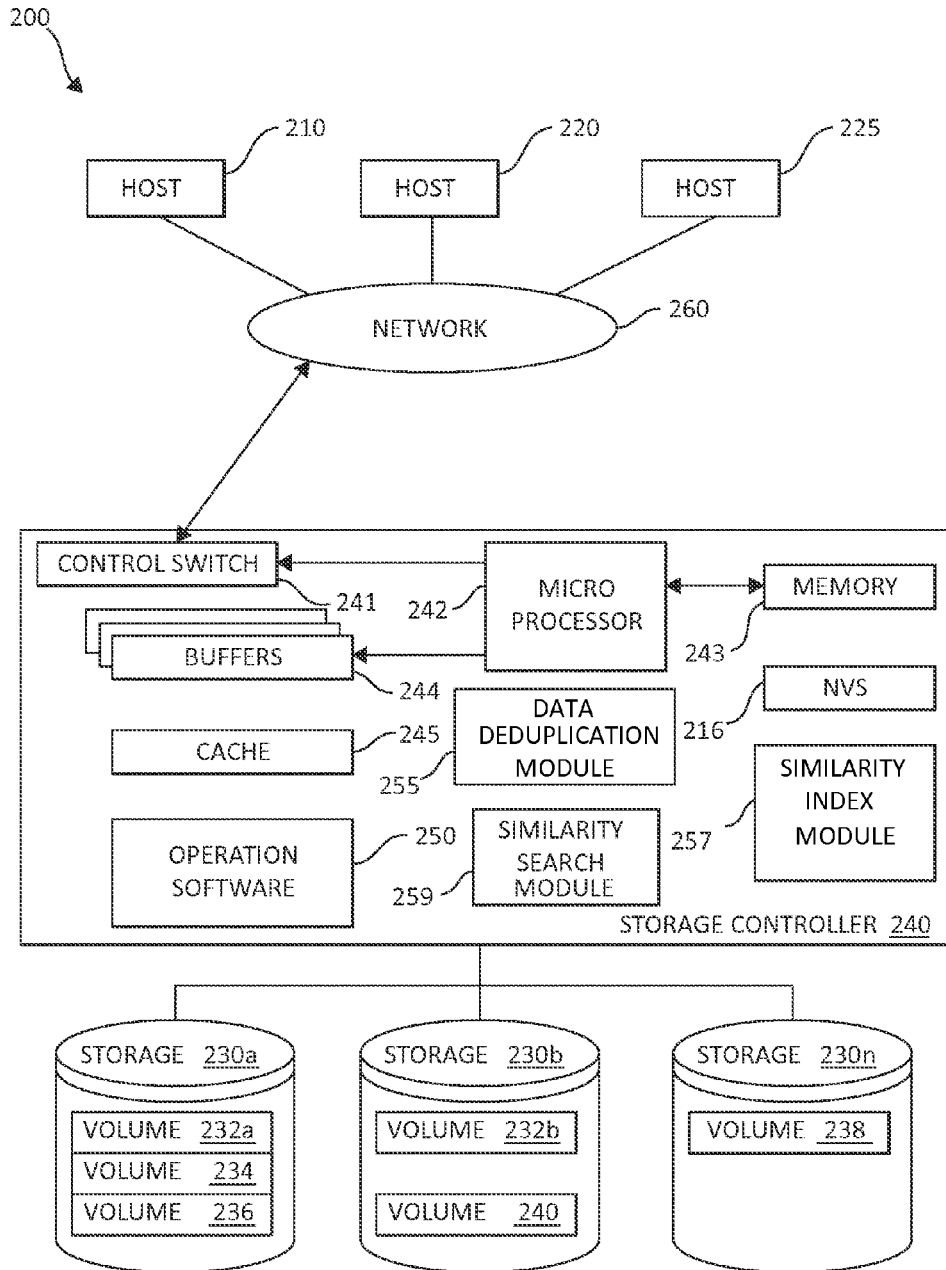 200
210
220
225
HOST
HOST
HOST
NETWORK
260
CONTROL SWITCH
241
242
MICRO
PROCESSOR
MEMORY
243
BUFFERS
244
NVS
216
CACHE
245
DATA
DEDUPLICATION
MODULE
255
SIMILARITY
INDEX
MODULE
257
OPERATION
SOFTWARE
250
SIMILARITY
SEARCH
MODULE
259
STORAGE CONTROLLER 240
STORAGE 230a
STORAGE 230b
STORAGE 230n
VOLUME 232a
VOLUME 232b
VOLUME 238
VOLUME 234
VOLUME 236
VOLUME 240